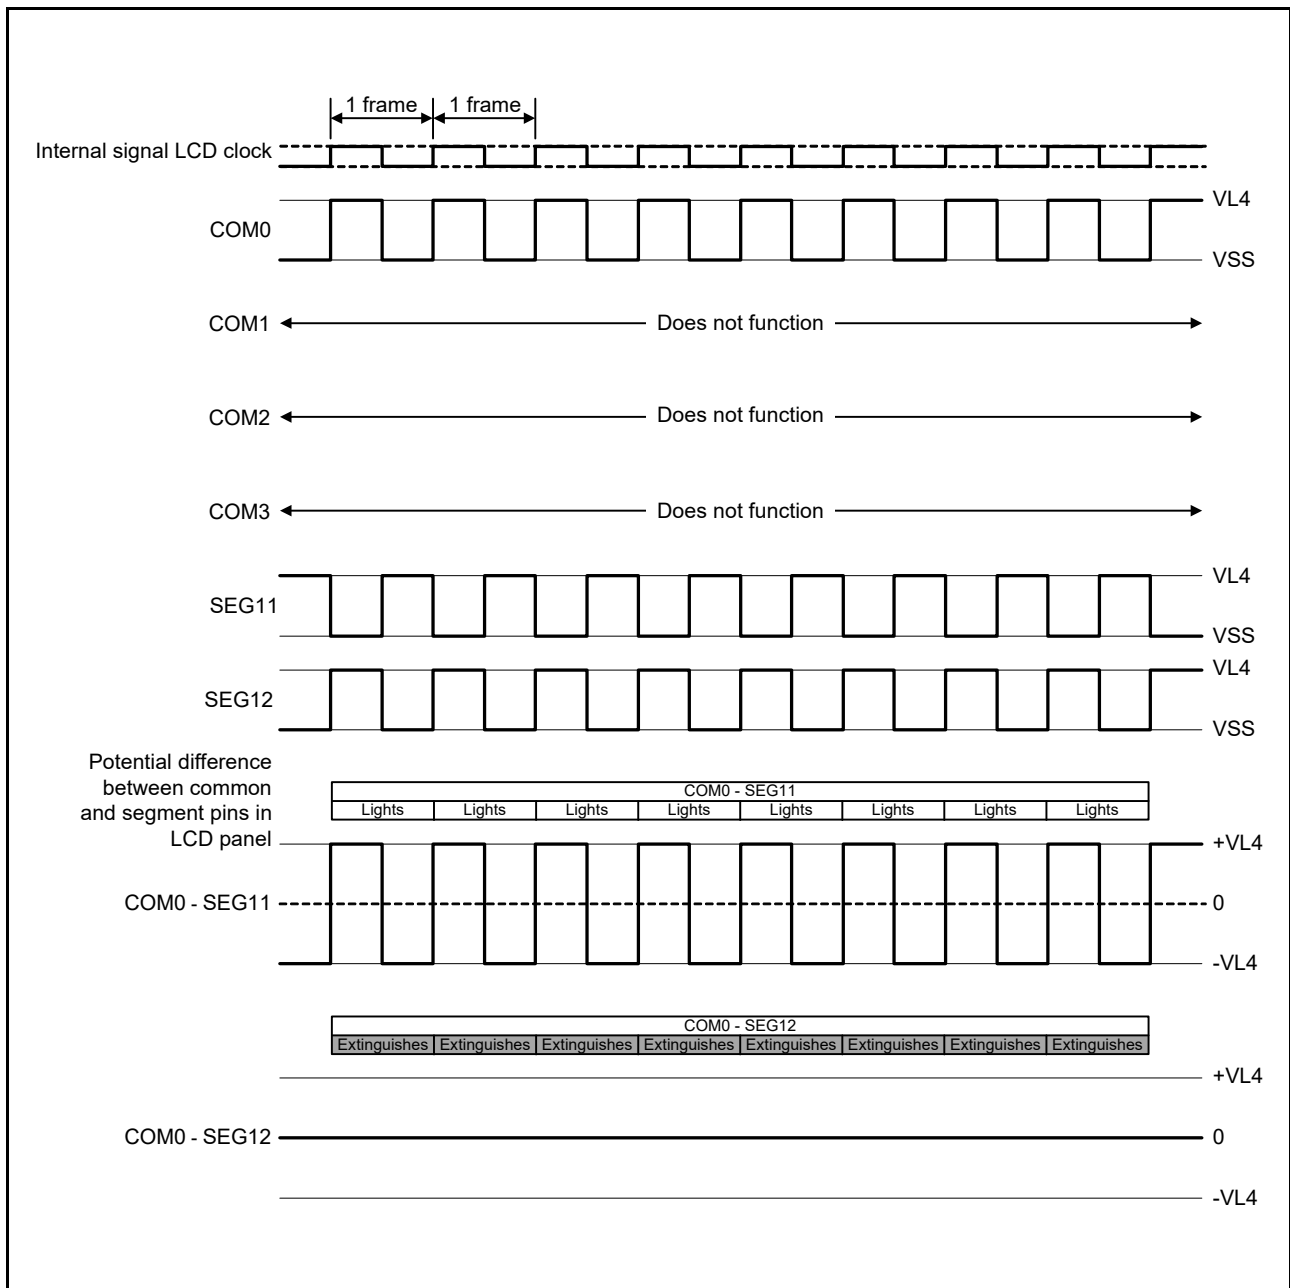 1 frame 1 frame
Internal signal LCD clock
VL4
COM0
VSS
COM1 Does not function
COM2 Does not function
COM3 Does not function
VL4
SEG11
VSS
VL4
SEG12
VSS
Potential difference
between common
and segment pins in
LCD panel
COM0 - SEG11
Lights Lights Lights Lights Lights Lights Lights Lights
+VL4
COM0 - SEG11 0
-VL4
COM0 - SEG12
Extinguishes Extinguishes Extinguishes Extinguishes Extinguishes Extinguishes Extinguishes Extinguishes
+VL4
COM0 - SEG12 0
-VL4